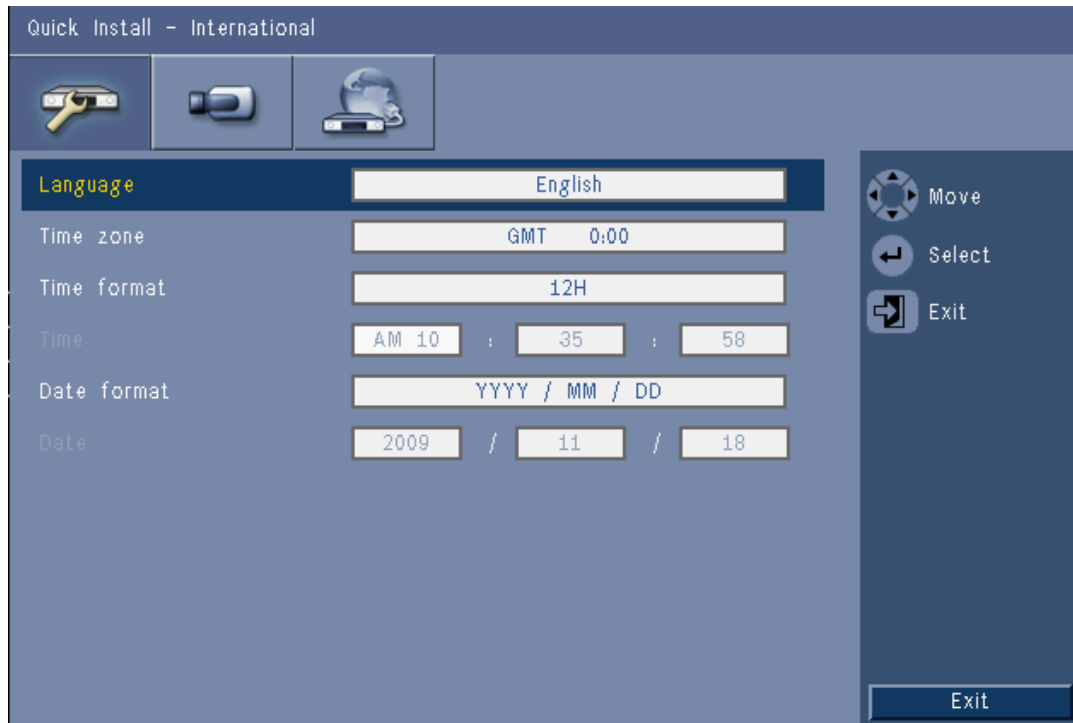 Quick Install - International
Language English
Time zone GMT 0:00
Time format 12H
Time AM 10 : 35 : 58
Date format YYYY / MM / DD
Date 2009 / 11 / 18
Move
Select
Exit
Exit